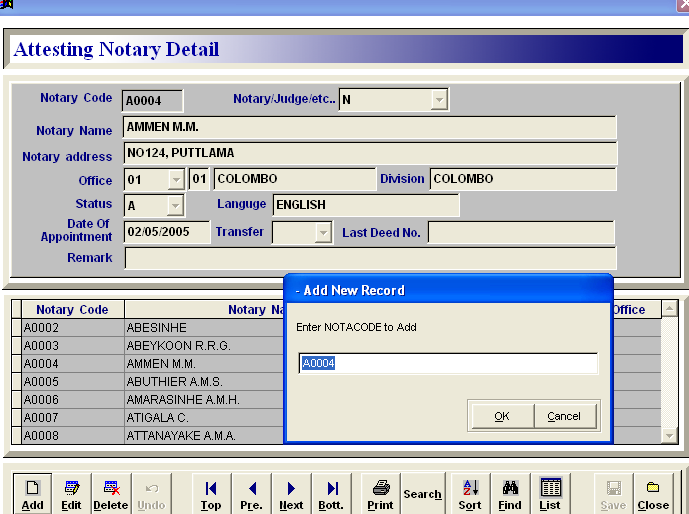 Attesting Notary Detail
Notary Code A0004 Notary/Judge/etc.. N
Notary Name AMMEN M.M.
Notary address NO124, PUTTLAMA
Office 01 01 COLOMBO Division COLOMBO
Status A Languge ENGLISH
Date Of Appointment 02/05/2005 Transfer Last Deed No.
Remark
- Add New Record
Enter NOTACODE to Add
A0004
OK Cancel
Notary Code Notary Na Office
A0002 ABESINHE
A0003 ABEYKOON R.R.G.
A0004 AMMEN M.M.
A0005 ABUTHIER A.M.S.
A0006 AMARASINHE A.M.H.
A0007 ATIGALA C.
A0008 ATTANAYAKE A.M.A.
Add Edit Delete Undo Top Pre. Next Bott. Print Search Sort Find List Save Close